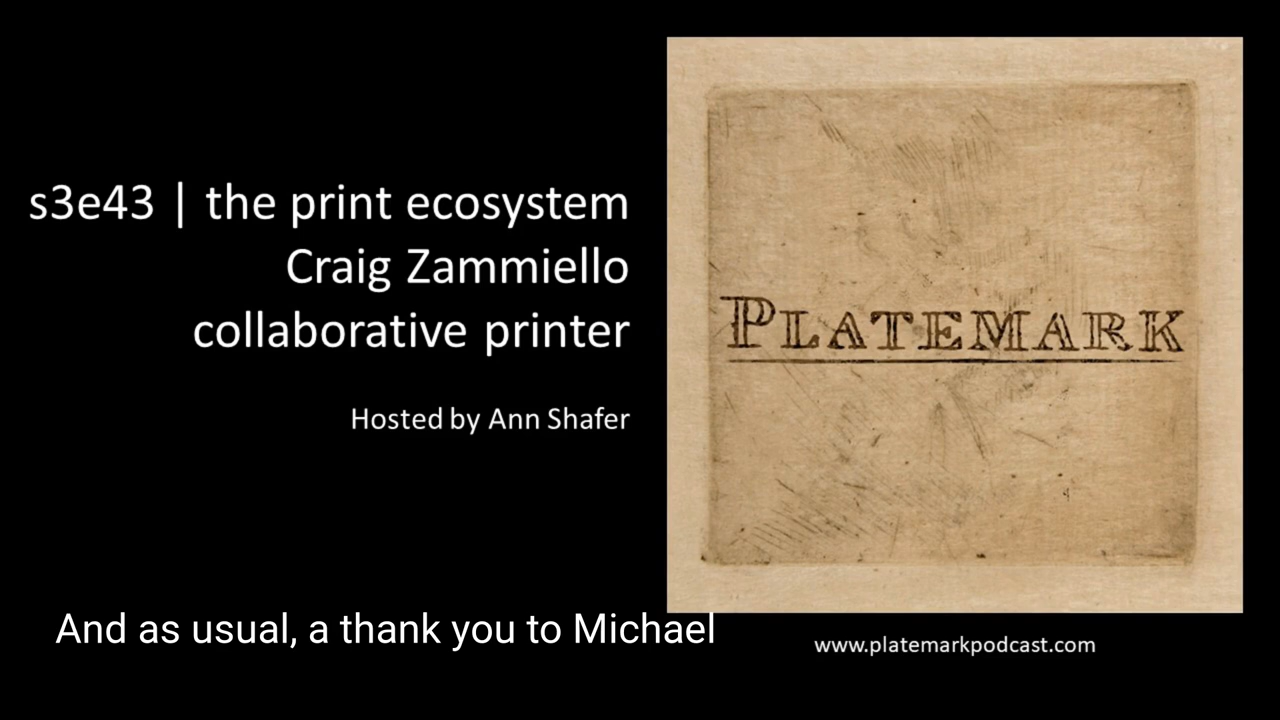 s3e43 | the print ecosystem
Craig Zammiello
collaborative printer
Hosted by Ann Shafer
PLATEMARK
And as usual, a thank you to Michael
www.platemarkpodcast.com